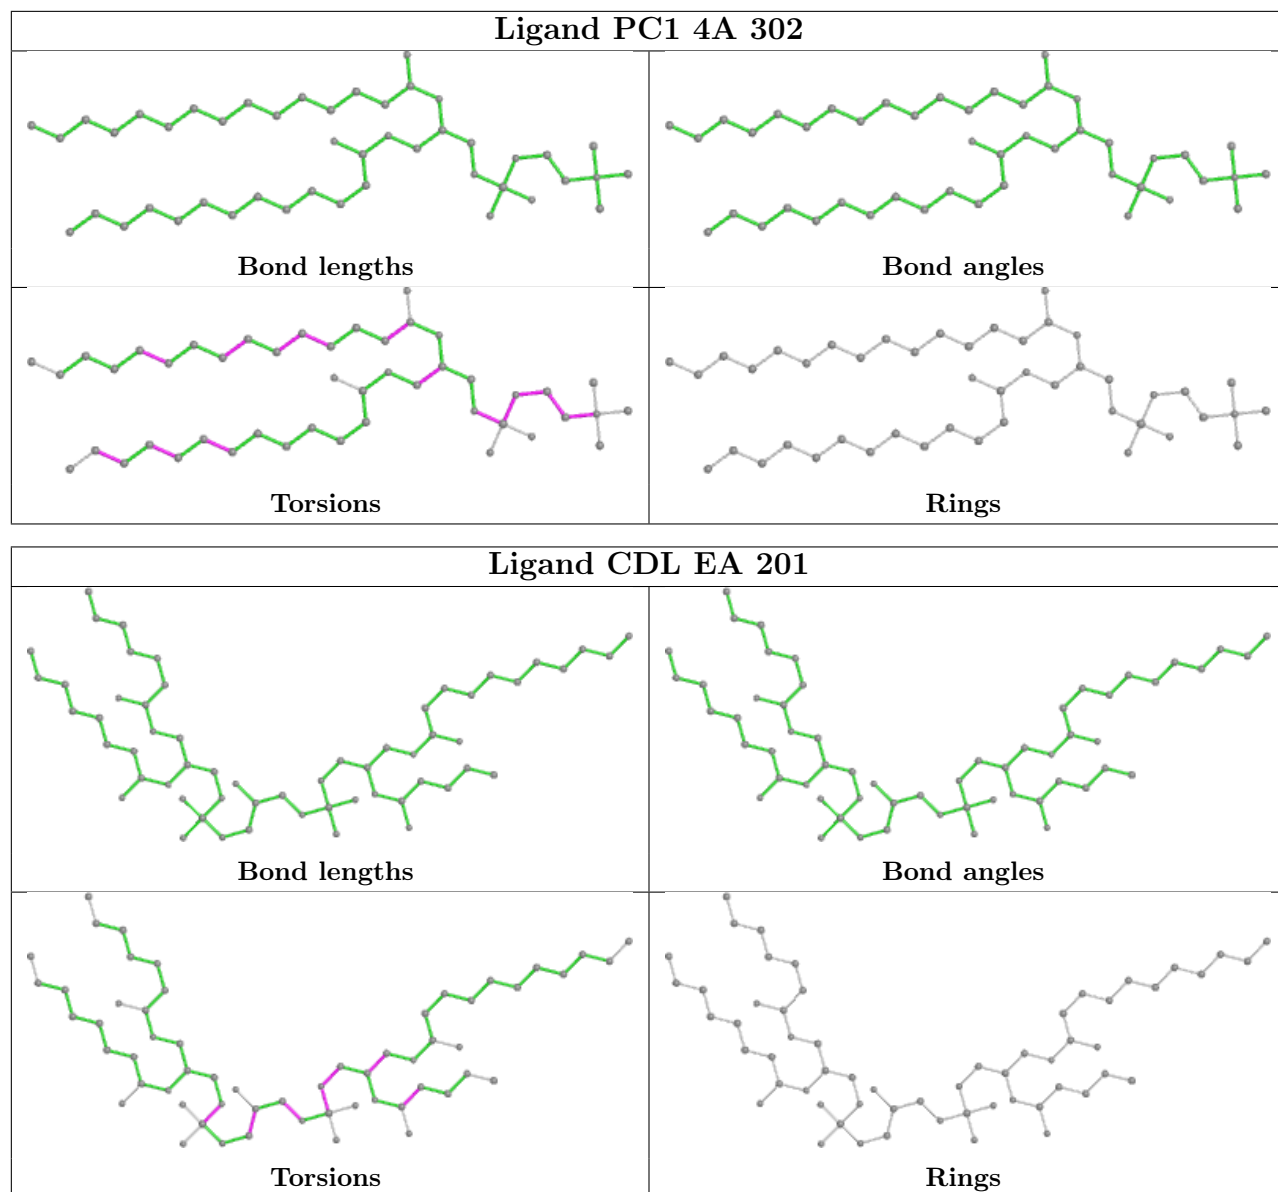 Ligand PC1 4A 302
Bond lengths
Bond angles
Torsions
Rings
Ligand CDL EA 201
Bond lengths
Bond angles
Torsions
Rings